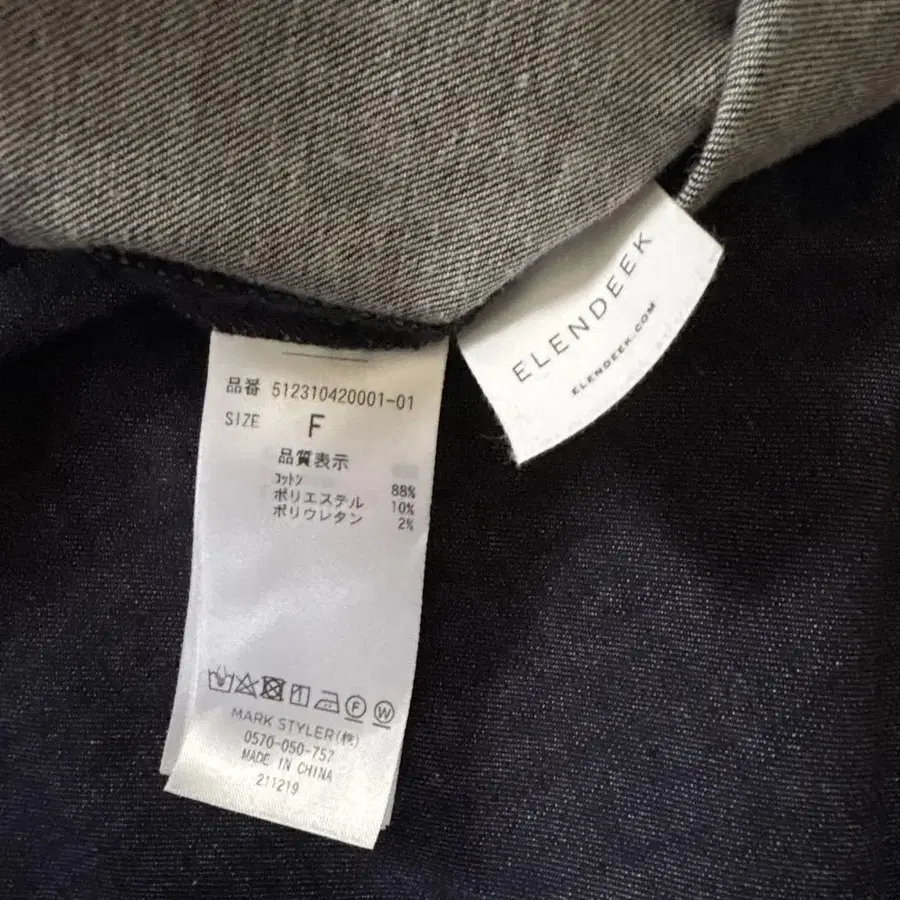 品番 512310420001-01
SIZE F
品質表示
コットン 88%
ポリエステル 10%
ポリウレタン 2%
F W
MARK STYLER(株)
0570-050-757
MADE IN CHINA
211219
ELENDEEK
ELENDEEK.COM